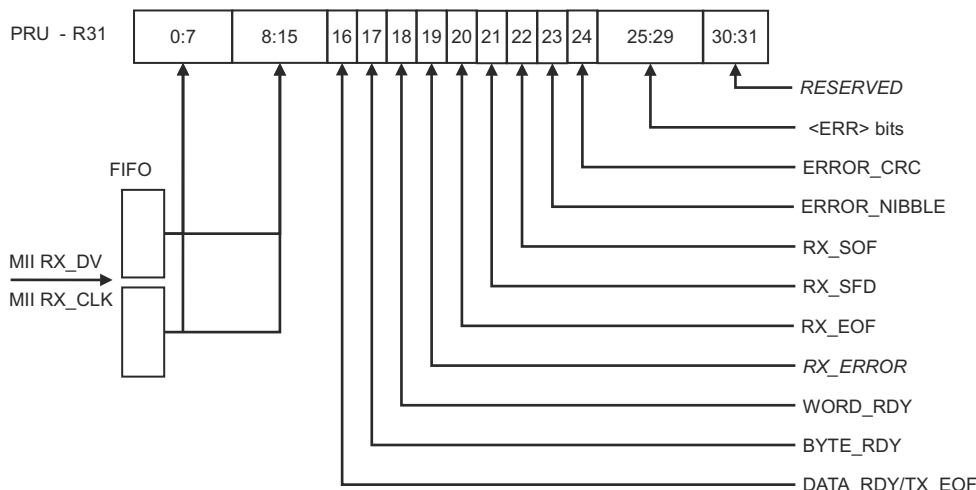 PRU - R31 0:7 8:15 16 17 18 19 20 21 22 23 24 25:29 30:31
RESERVED
<ERR> bits
ERROR_CRC
FIFO
ERROR_NIBBLE
RX_SOF
MII RX_DV
RX_SFD
MII RX_CLK
RX_EOF
RX_ERROR
WORD_RDY
BYTE_RDY
DATA_RDY/TX_EOF